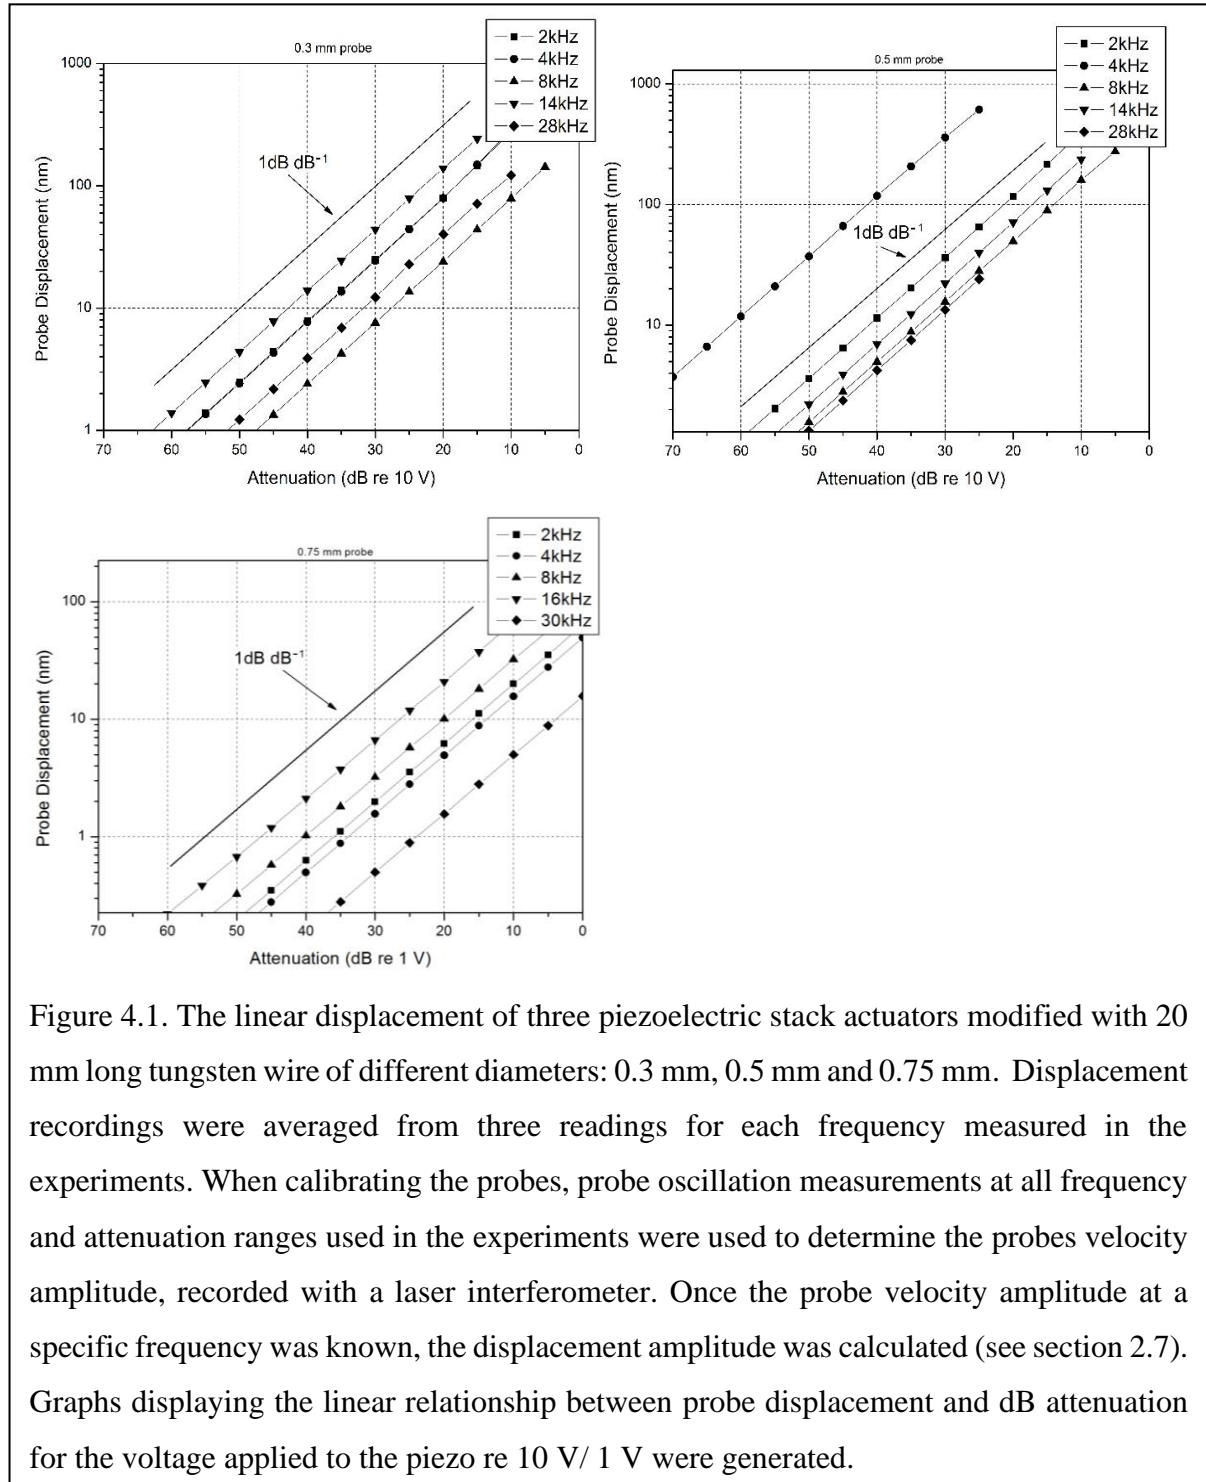 0.3 mm probe
2kHz
4kHz
8kHz
14kHz
28kHz
1000
100
10
1
1dB dB⁻¹
Probe Displacement (nm)
70 60 50 40 30 20 10 0
Attenuation (dB re 10 V)
0.5 mm probe
2kHz
4kHz
8kHz
14kHz
28kHz
1000
100
10
1dB dB⁻¹
Probe Displacement (nm)
70 60 50 40 30 20 10 0
Attenuation (dB re 10 V)
0.75 mm probe
2kHz
4kHz
8kHz
16kHz
30kHz
100
10
1
1dB dB⁻¹
Probe Displacement (nm)
70 60 50 40 30 20 10 0
Attenuation (dB re 1 V)
Figure 4.1. The linear displacement of three piezoelectric stack actuators modified with 20
mm long tungsten wire of different diameters: 0.3 mm, 0.5 mm and 0.75 mm. Displacement
recordings were averaged from three readings for each frequency measured in the
experiments. When calibrating the probes, probe oscillation measurements at all frequency
and attenuation ranges used in the experiments were used to determine the probes velocity
amplitude, recorded with a laser interferometer. Once the probe velocity amplitude at a
specific frequency was known, the displacement amplitude was calculated (see section 2.7).
Graphs displaying the linear relationship between probe displacement and dB attenuation
for the voltage applied to the piezo re 10 V/ 1 V were generated.